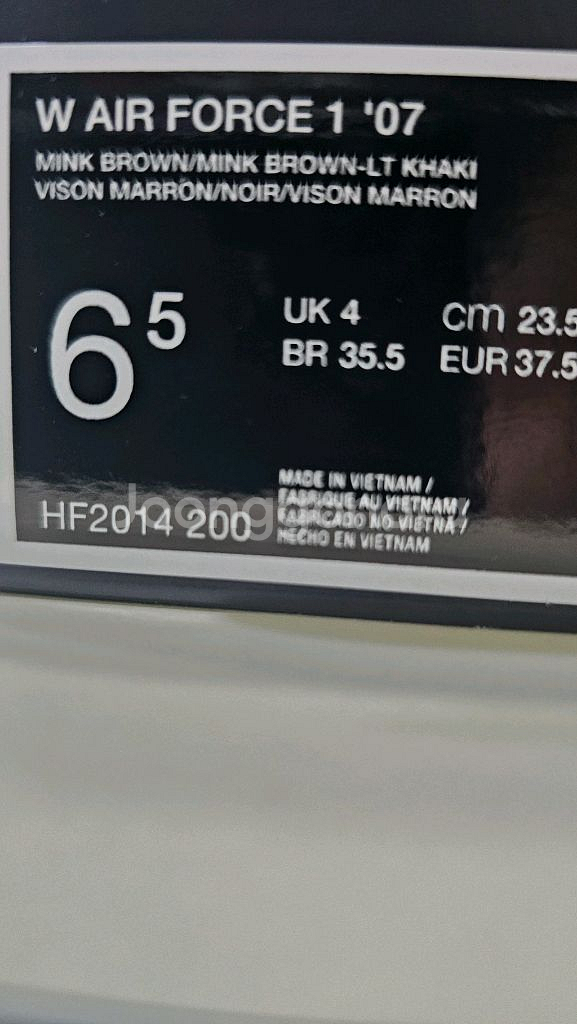 W AIR FORCE 1 '07
MINK BROWN/MINK BROWN-LT KHAKI
VISON MARRON/NOIR/VISON MARRON
6 5
UK 4 cm 23.5
BR 35.5 EUR 37.5
MADE IN VIETNAM /
FABRIQUE AU VIETNAM /
FABRICADO NO VIETNA /
HECHO EN VIETNAM
HF2014 200